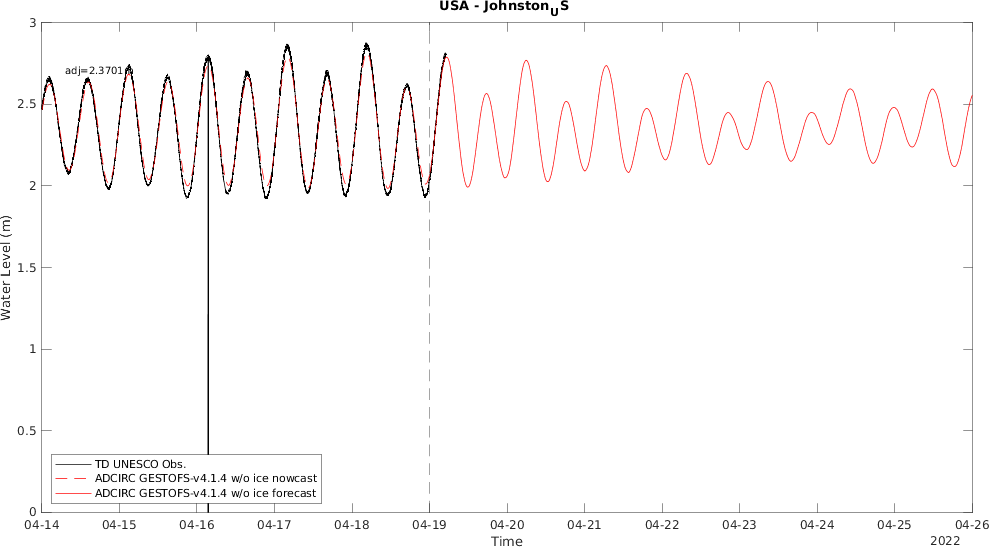 USA - Johnston_US
3
adj=2.3701
2.5
2
1.5
1
0.5
0
Water Level (m)
TD UNESCO Obs.
ADCIRC GESTOFS-v4.1.4 w/o ice nowcast
ADCIRC GESTOFS-v4.1.4 w/o ice forecast
04-14 04-15 04-16 04-17 04-18 04-19 04-20 04-21 04-22 04-23 04-24 04-25 04-26
Time
2022